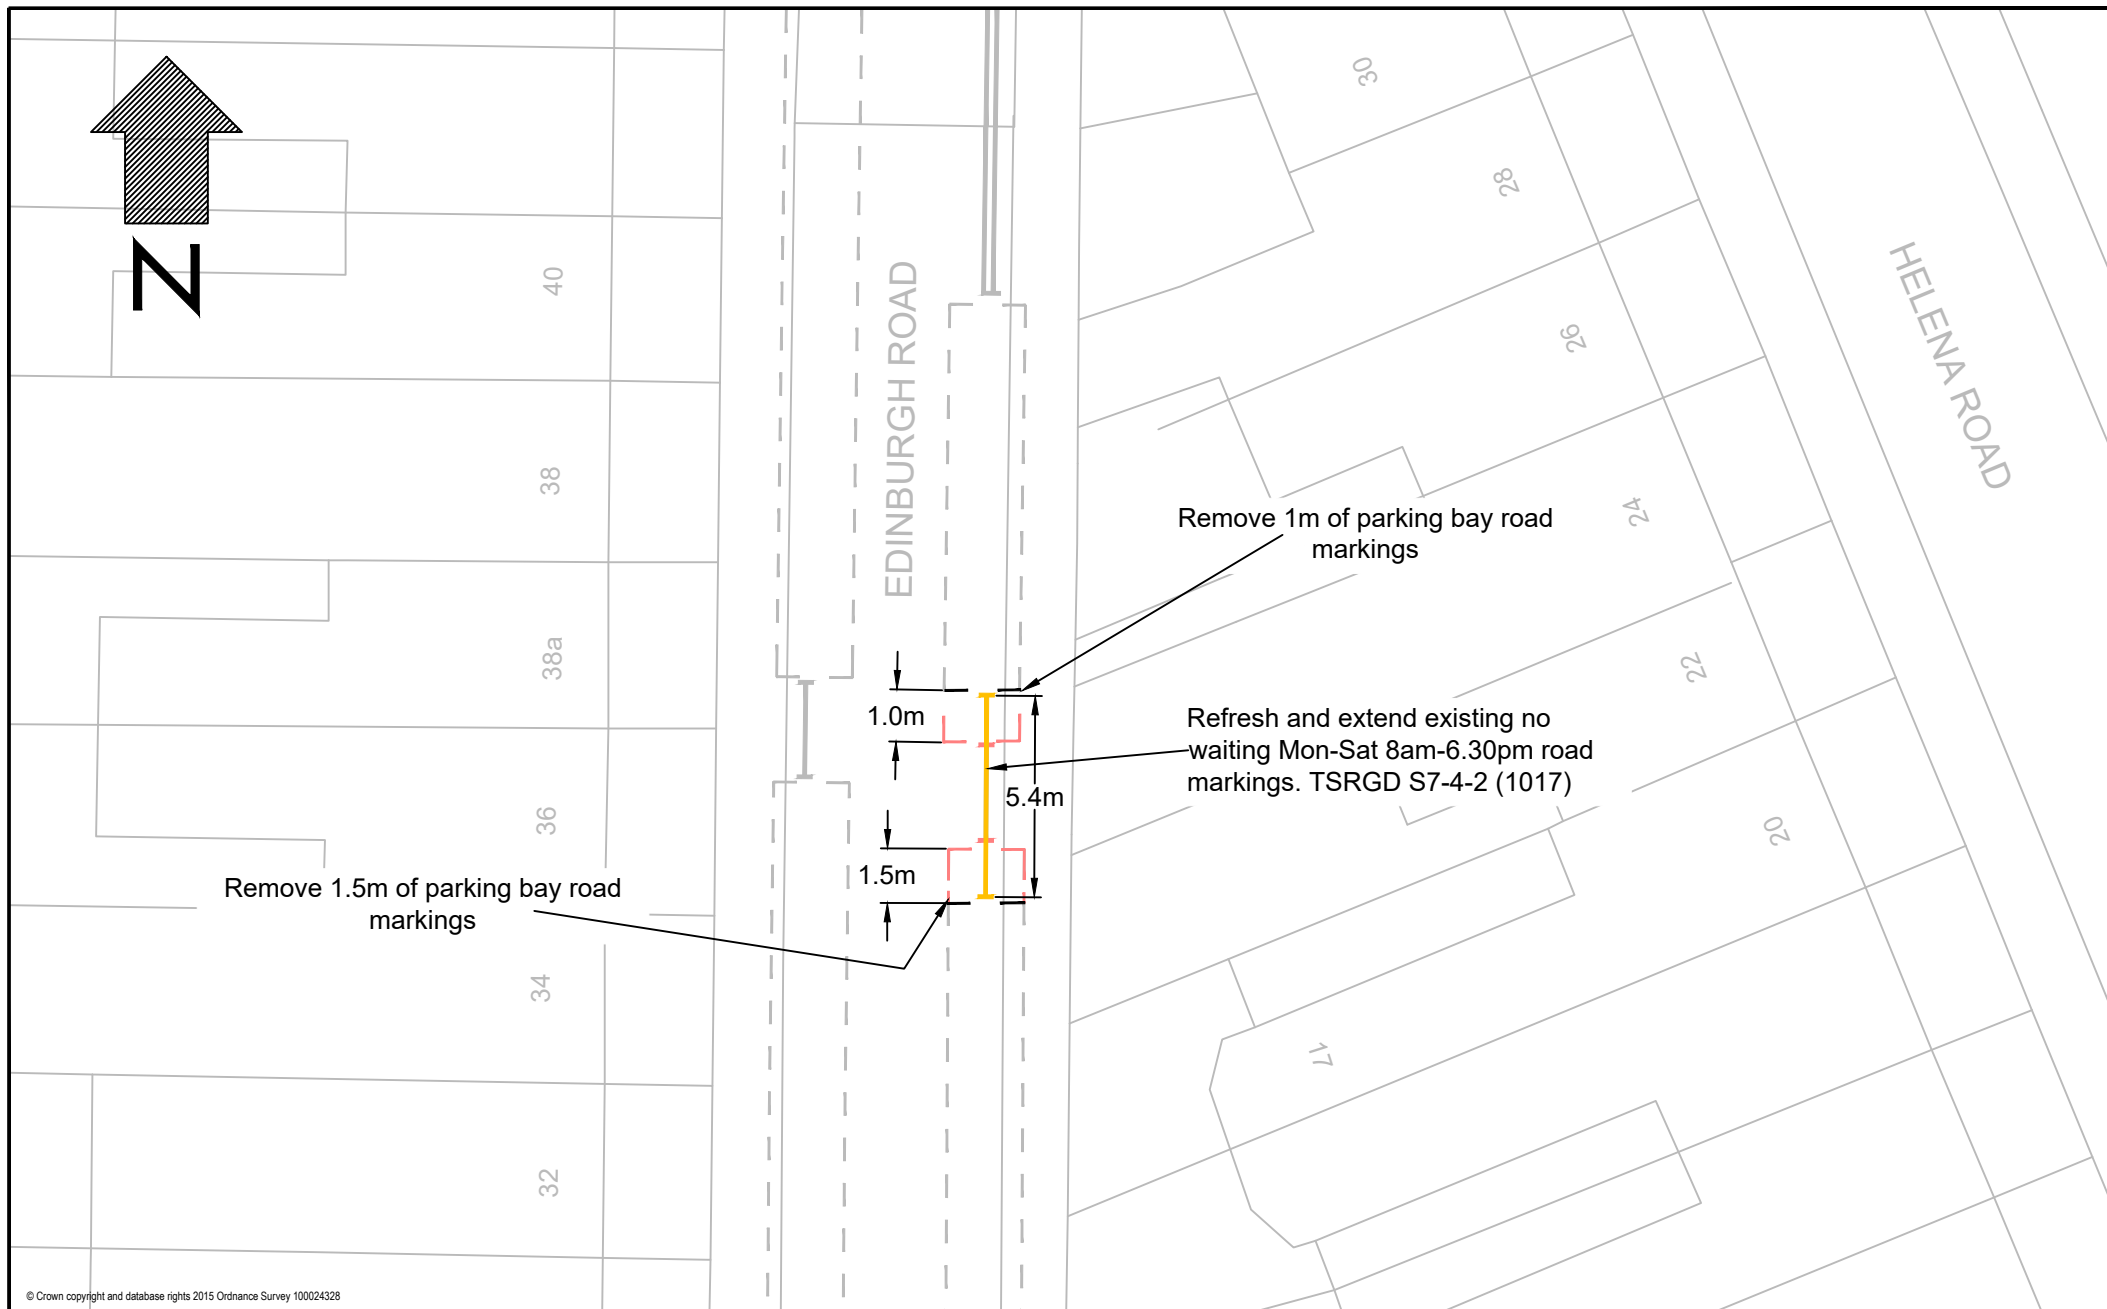 N
EDINBURGH ROAD
HELENA ROAD
30
28
26
24
22
20
17
40
38
38a
36
34
32
Remove 1m of parking bay road
markings
1.0m
Refresh and extend existing no
waiting Mon-Sat 8am-6.30pm road
markings. TSRGD S7-4-2 (1017)
5.4m
1.5m
Remove 1.5m of parking bay road
markings
© Crown copyright and database rights 2015 Ordnance Survey 100024328